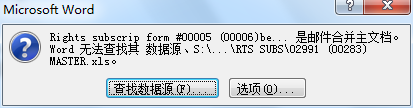 Microsoft Word
Rights subscrip form #00005 (00006)be... 是邮件合并主文档。
Word 无法查找其 数据源、S:\...\RTS SUBS\02991 (00283)
MASTER.xls。
查找数据源(F)...
选项(O)...